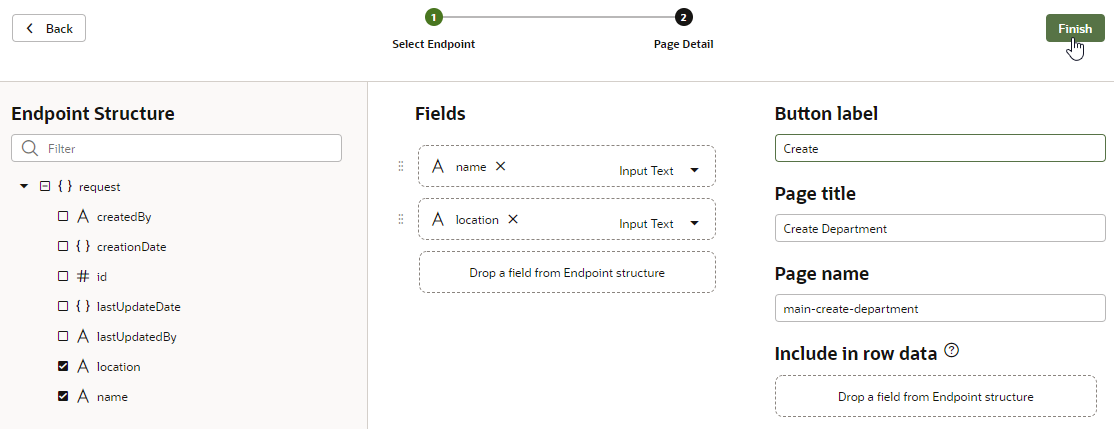 Back
1
2
Select Endpoint
Page Detail
Finish
Endpoint Structure
Filter
{ } request
A createdBy
{ } creationDate
# id
{ } lastUpdateDate
A lastUpdatedBy
A location
A name
Fields
A name ✕ Input Text
A location ✕ Input Text
Drop a field from Endpoint structure
Button label
Create
Page title
Create Department
Page name
main-create-department
Include in row data ?
Drop a field from Endpoint structure